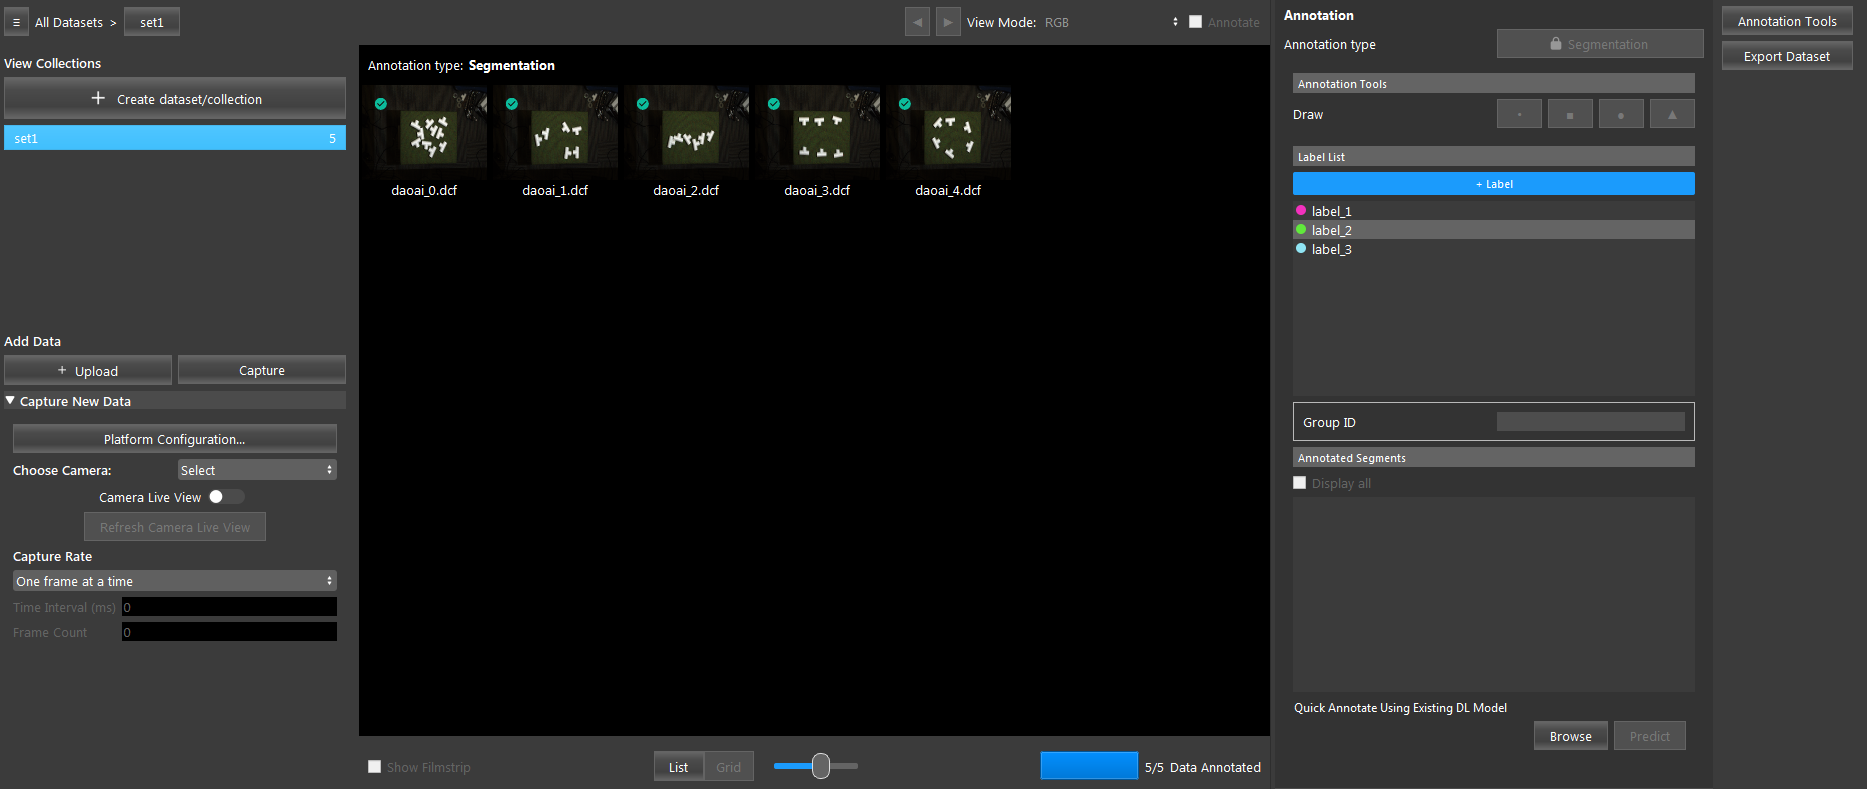 All Datasets > set1
View Mode: RGB
Annotate
Annotation
Annotation type
Segmentation
Annotation Tools
Export Dataset
View Collections
+ Create dataset/collection
set1 5
Annotation type: Segmentation
daoai_0.dcf
daoai_1.dcf
daoai_2.dcf
daoai_3.dcf
daoai_4.dcf
Annotation Tools
Draw
Label List
+ Label
label_1
label_2
label_3
Group ID
Annotated Segments
Display all
Quick Annotate Using Existing DL Model
Browse
Predict
Add Data
+ Upload
Capture
Capture New Data
Platform Configuration...
Choose Camera: Select
Camera Live View
Refresh Camera Live View
Capture Rate
One frame at a time
Time Interval (ms) 0
Frame Count 0
Show Filmstrip
List
Grid
5/5 Data Annotated